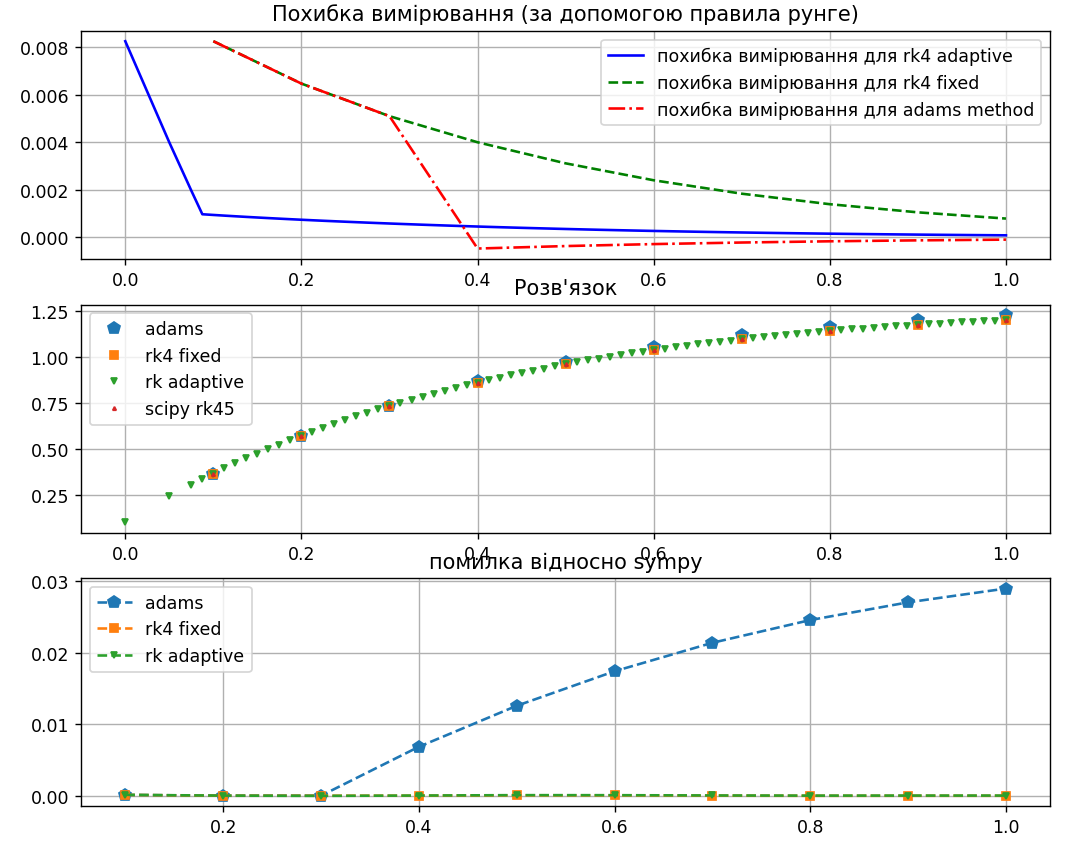 Похибка вимірювання (за допомогою правила рунге)
0.008
0.006
0.004
0.002
0.000
похибка вимірювання для rk4 adaptive
похибка вимірювання для rk4 fixed
похибка вимірювання для adams method
0.0 0.2 0.4 0.6 0.8 1.0
Розв'язок
1.25
1.00
0.75
0.50
0.25
adams
rk4 fixed
rk adaptive
scipy rk45
0.0 0.2 0.4 0.6 0.8 1.0
помилка відносно sympy
0.03
0.02
0.01
0.00
adams
rk4 fixed
rk adaptive
0.2 0.4 0.6 0.8 1.0